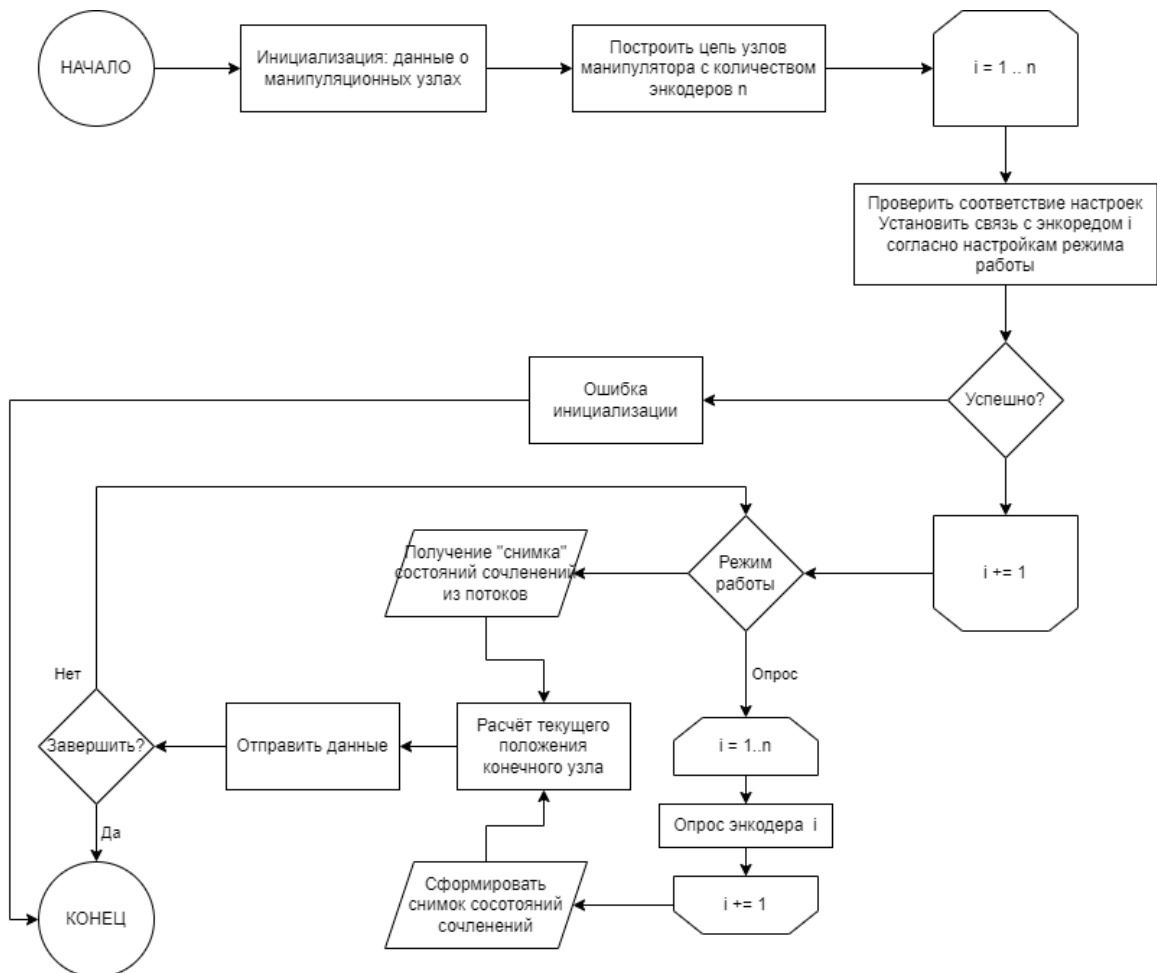 НАЧАЛО
Инициализация: данные о
манипуляционных узлах
Построить цепь узлов
манипулятора с количеством
энкодеров n
i = 1 .. n
Проверить соответствие настроек
Установить связь с энкоредом i
согласно настройкам режима
работы
Успешно?
Ошибка
инициализации
i += 1
Режим
работы
Получение "снимка"
состояний сочленений
из потоков
Опрос
i = 1..n
Опрос энкодера i
i += 1
Сформировать
снимок сосотояний
сочленений
Расчёт текущего
положения
конечного узла
Отправить данные
Завершить?
Нет
Да
КОНЕЦ